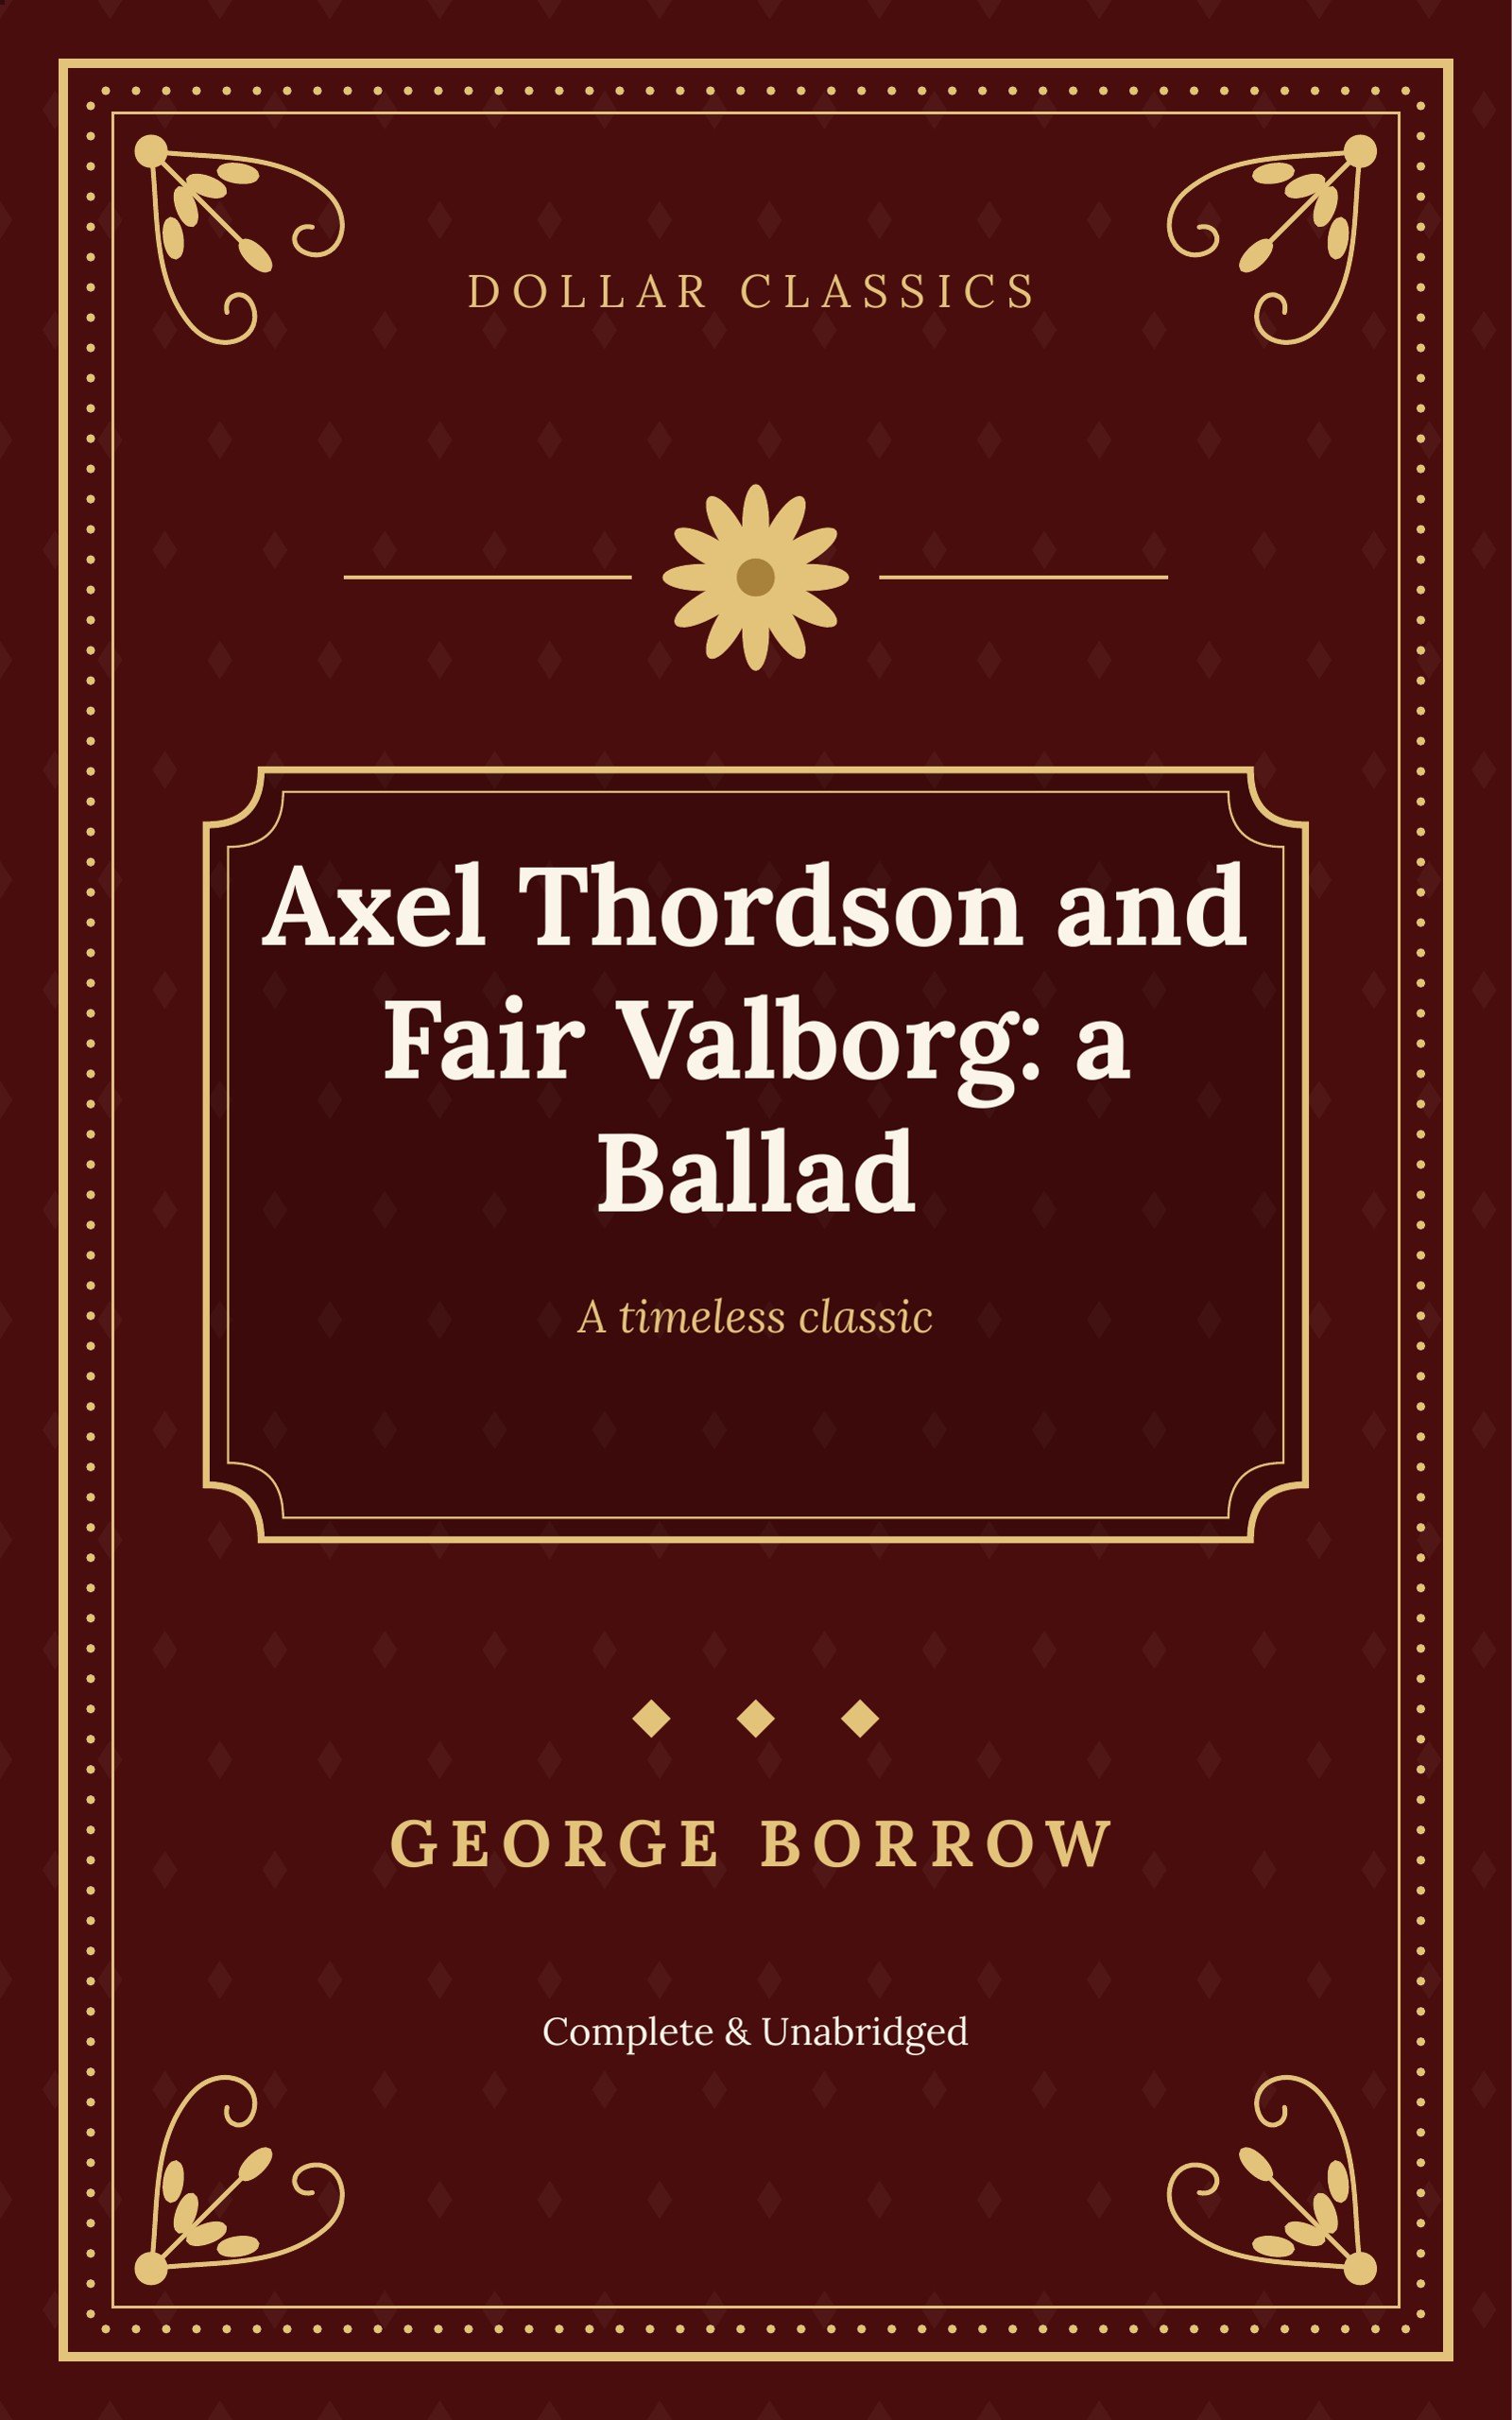 DOLLAR CLASSICS
Axel Thordson and
Fair Valborg: a
Ballad
A timeless classic
GEORGE BORROW
Complete & Unabridged